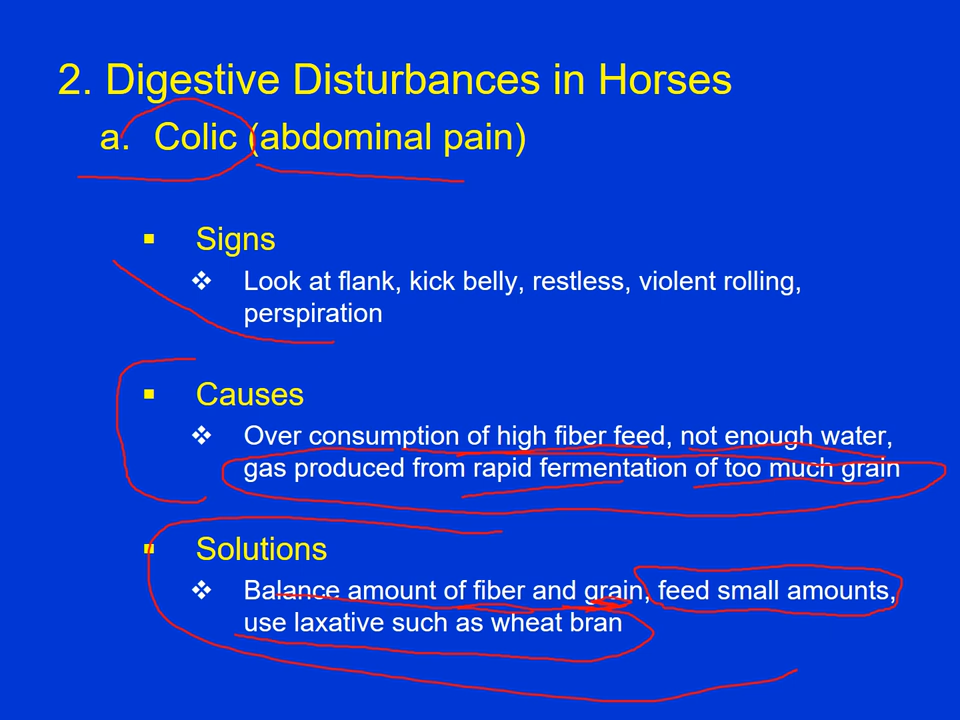 2. Digestive Disturbances in Horses
a. Colic (abdominal pain)
▪ Signs
❖ Look at flank, kick belly, restless, violent rolling,
perspiration
▪ Causes
❖ Over consumption of high fiber feed, not enough water,
gas produced from rapid fermentation of too much grain
▪ Solutions
❖ Balance amount of fiber and grain, feed small amounts,
use laxative such as wheat bran